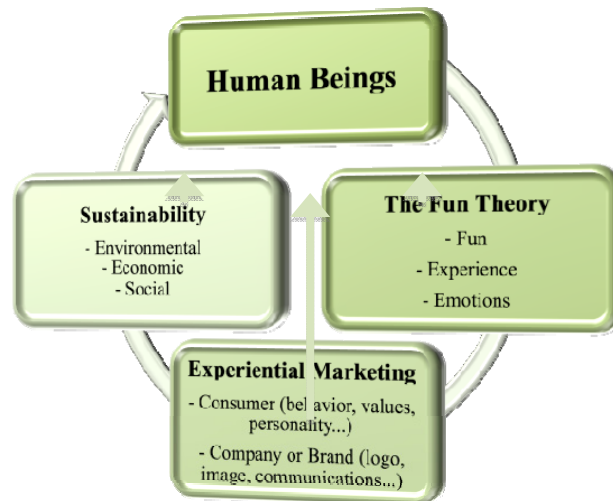 Human Beings
Sustainability
- Environmental
- Economic
- Social
The Fun Theory
- Fun
- Experience
- Emotions
Experiential Marketing
- Consumer (behavior, values,
personality...)
- Company or Brand (logo,
image, communications...)